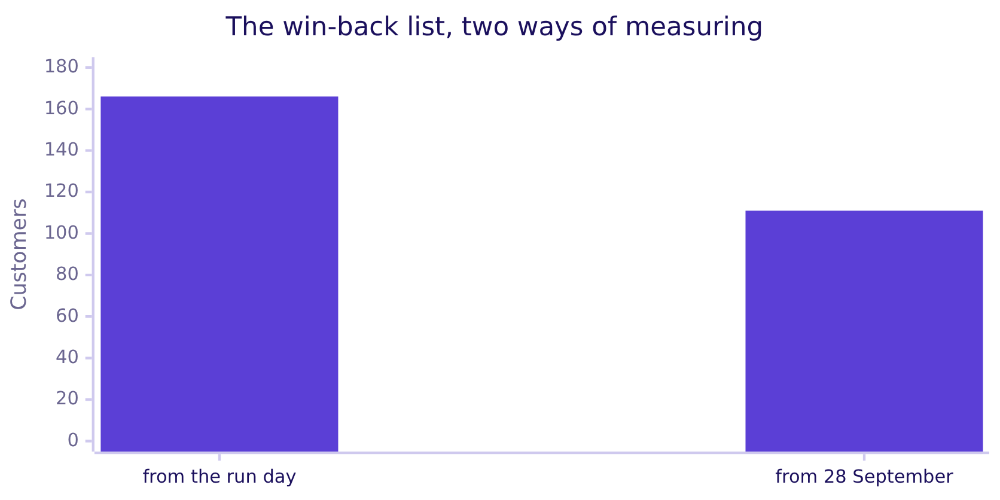 The win-back list, two ways of measuring
Customers
180
160
140
120
100
80
60
40
20
0
from the run day
from 28 September